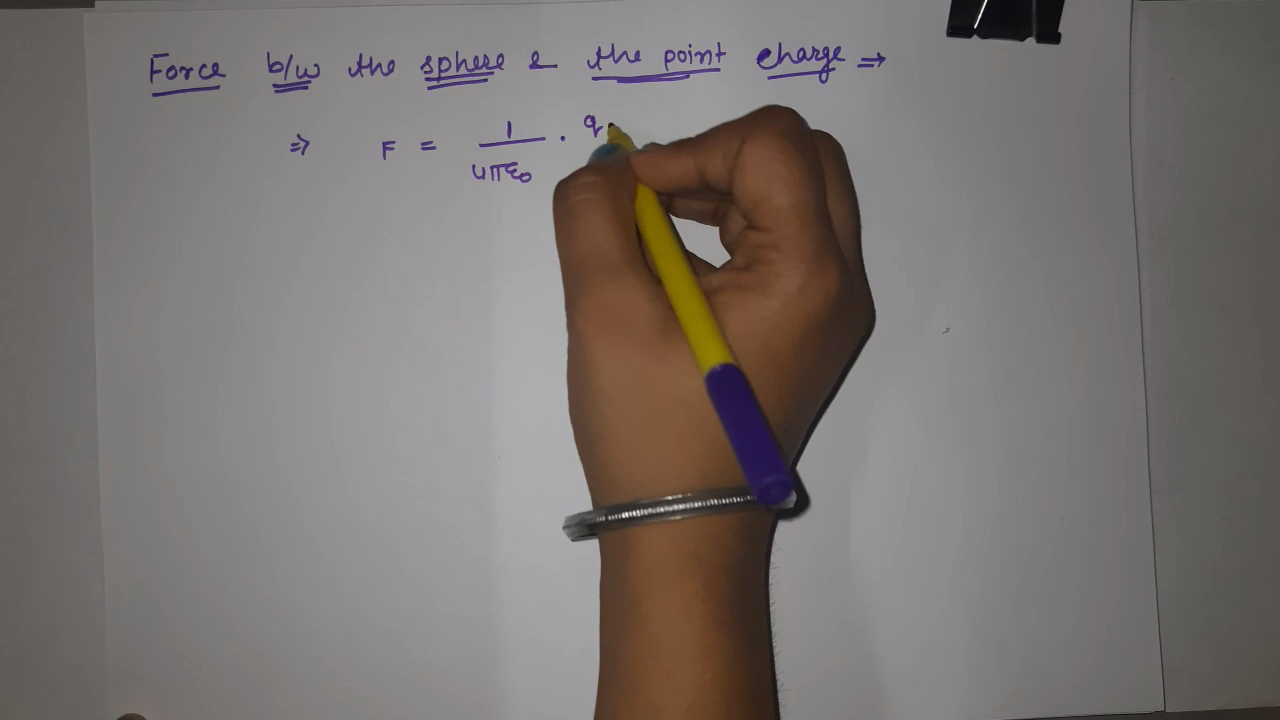 Force b/w the sphere & the point charge ⇒
⇒ F = 1/4πε₀ . q